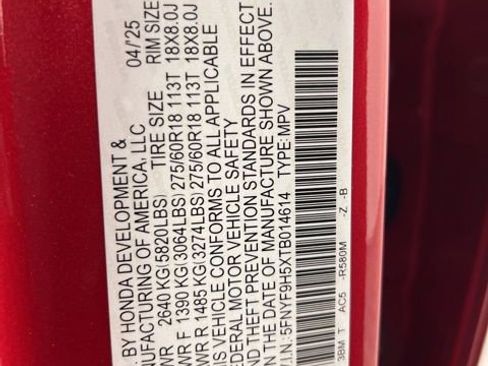 . BY HONDA DEVELOPMENT & 04/25
NUFACTURING OF AMERICA, LLC
WR 2640 KG(5820LBS) TIRE SIZE RIM SIZE
WR F 1390 KG(3064LBS) 275/60R18 113T 18X8.0J
WR R 1485 KG(3274LBS) 275/60R18 113T 18X8.0J
VEHICLE CONFORMS TO ALL APPLICABLE
EDERAL MOTOR VEHICLE SAFETY
ND THEFT PREVENTION STANDARDS IN EFFECT
N THE DATE OF MANUFACTURE SHOWN ABOVE.
V.I.N.: 5FNYF9H5XTB014614 TYPE: MPV
3BM T AC5 -R580M -Z -B